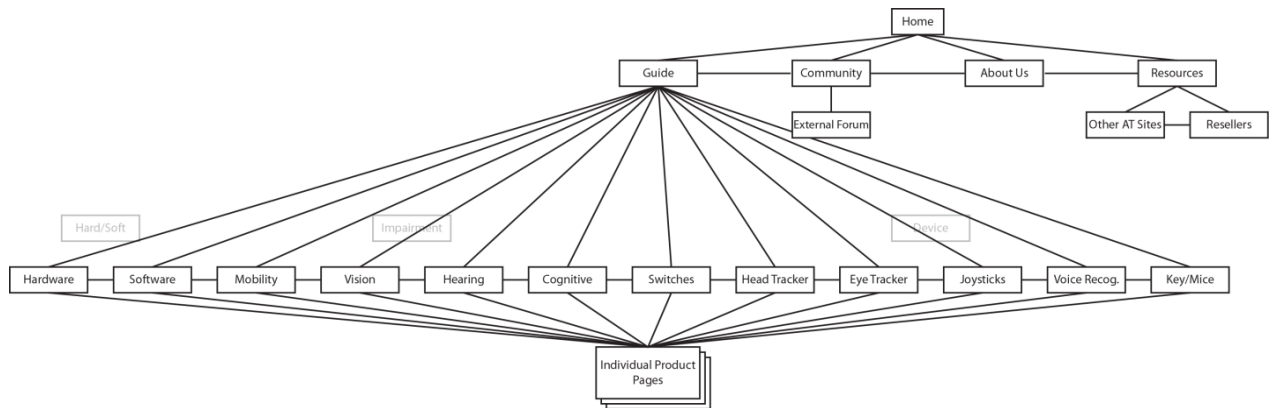 Home
Guide
Community
About Us
Resources
External Forum
Other AT Sites
Resellers
Hard/Soft
Impairment
Device
Hardware
Software
Mobility
Vision
Hearing
Cognitive
Switches
Head Tracker
Eye Tracker
Joysticks
Voice Recog.
Key/Mice
Individual Product
Pages